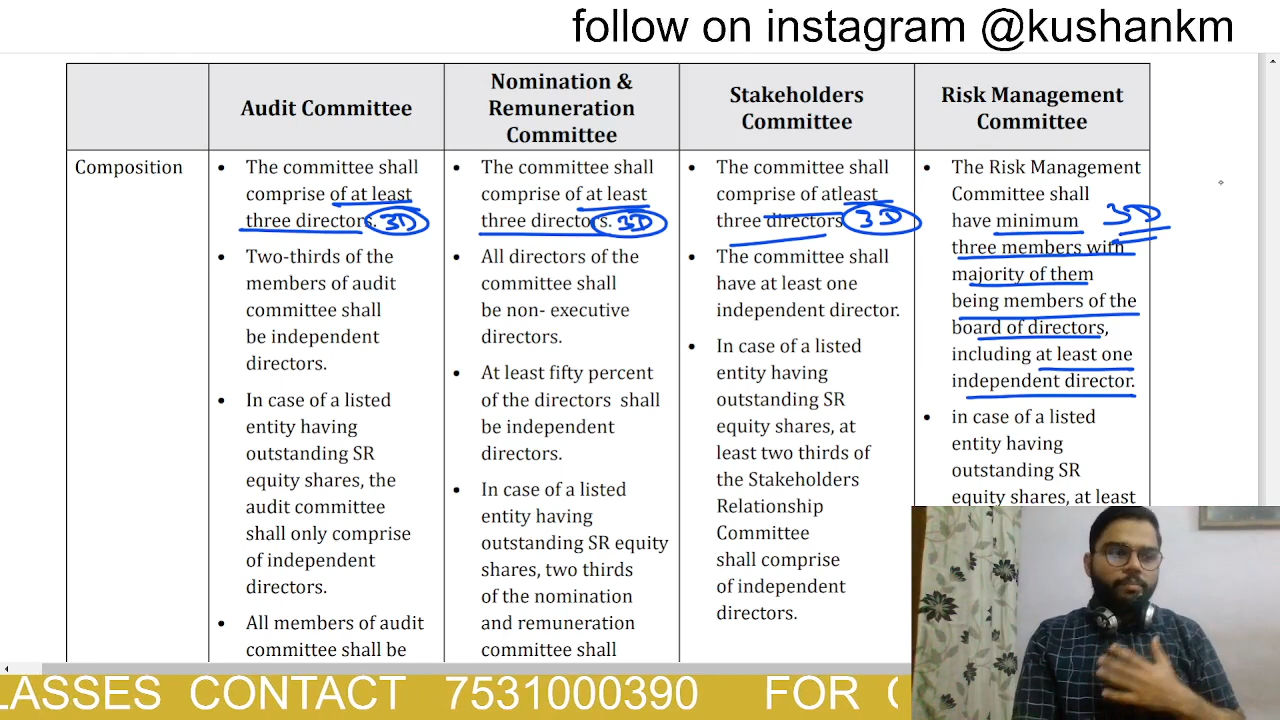 follow on instagram @kushankm
Audit Committee
Nomination &
Remuneration
Committee
Stakeholders
Committee
Risk Management
Committee
Composition
• The committee shall
comprise of at least
three directors. 3D
• Two-thirds of the
members of audit
committee shall
be independent
directors.
• In case of a listed
entity having
outstanding SR
equity shares, the
audit committee
shall only comprise
of independent
directors.
• All members of audit
committee shall be
• The committee shall
comprise of at least
three directors. 3D
• All directors of the
committee shall
be non- executive
directors.
• At least fifty percent
of the directors shall
be independent
directors.
• In case of a listed
entity having
outstanding SR equity
shares, two thirds
of the nomination
and remuneration
committee shall
• The committee shall
comprise of atleast
three directors 3D
• The committee shall
have at least one
independent director.
• In case of a listed
entity having
outstanding SR
equity shares, at
least two thirds of
the Stakeholders
Relationship
Committee
shall comprise
of independent
directors.
• The Risk Management
Committee shall
have minimum 3D
three members with
majority of them
being members of the
board of directors,
including at least one
independent director.
• in case of a listed
entity having
outstanding SR
equity shares, at least
LASSES CONTACT 7531000390 FOR C